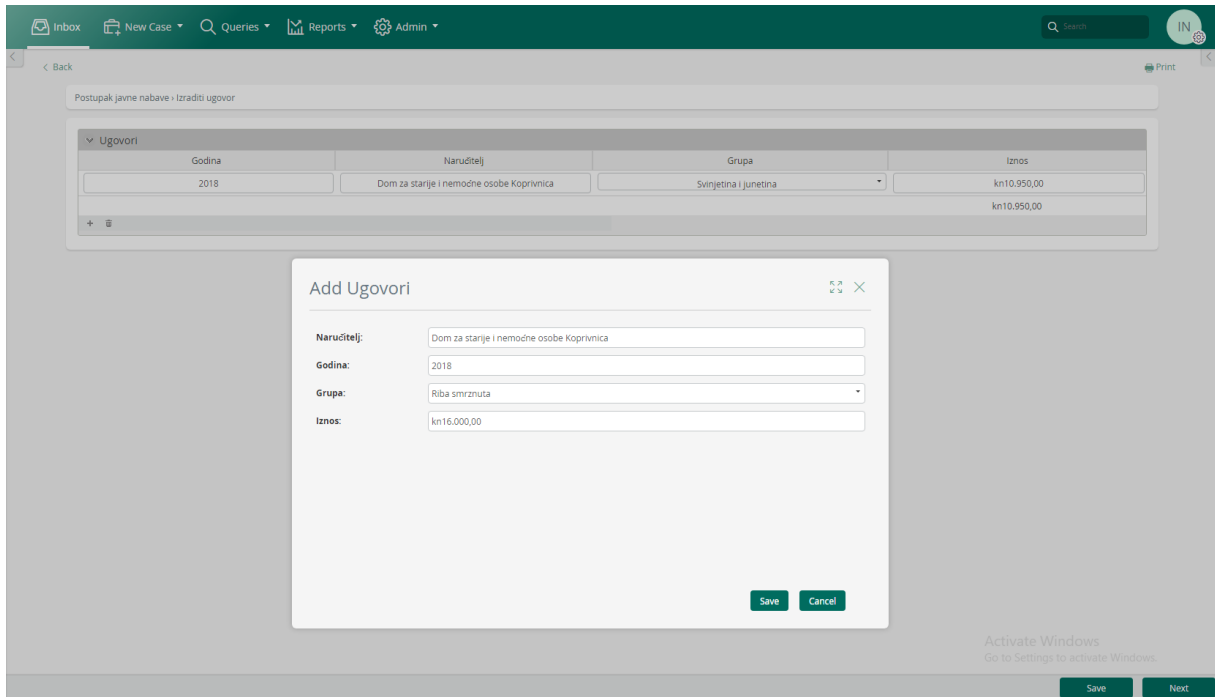 Inbox New Case Queries Reports Admin Search IN
Back Print
Postupak javne nabave › Izraditi ugovor
Ugovori
Godina Naručitelj Grupa Iznos
2018 Dom za starije i nemoćne osobe Koprivnica Svinjetina i junetina kn10.950,00
kn10.950,00
Add Ugovori
Naručitelj: Dom za starije i nemoćne osobe Koprivnica
Godina: 2018
Grupa: Riba smrznuta
Iznos: kn16.000,00
Save Cancel
Activate Windows
Go to Settings to activate Windows.
Save Next